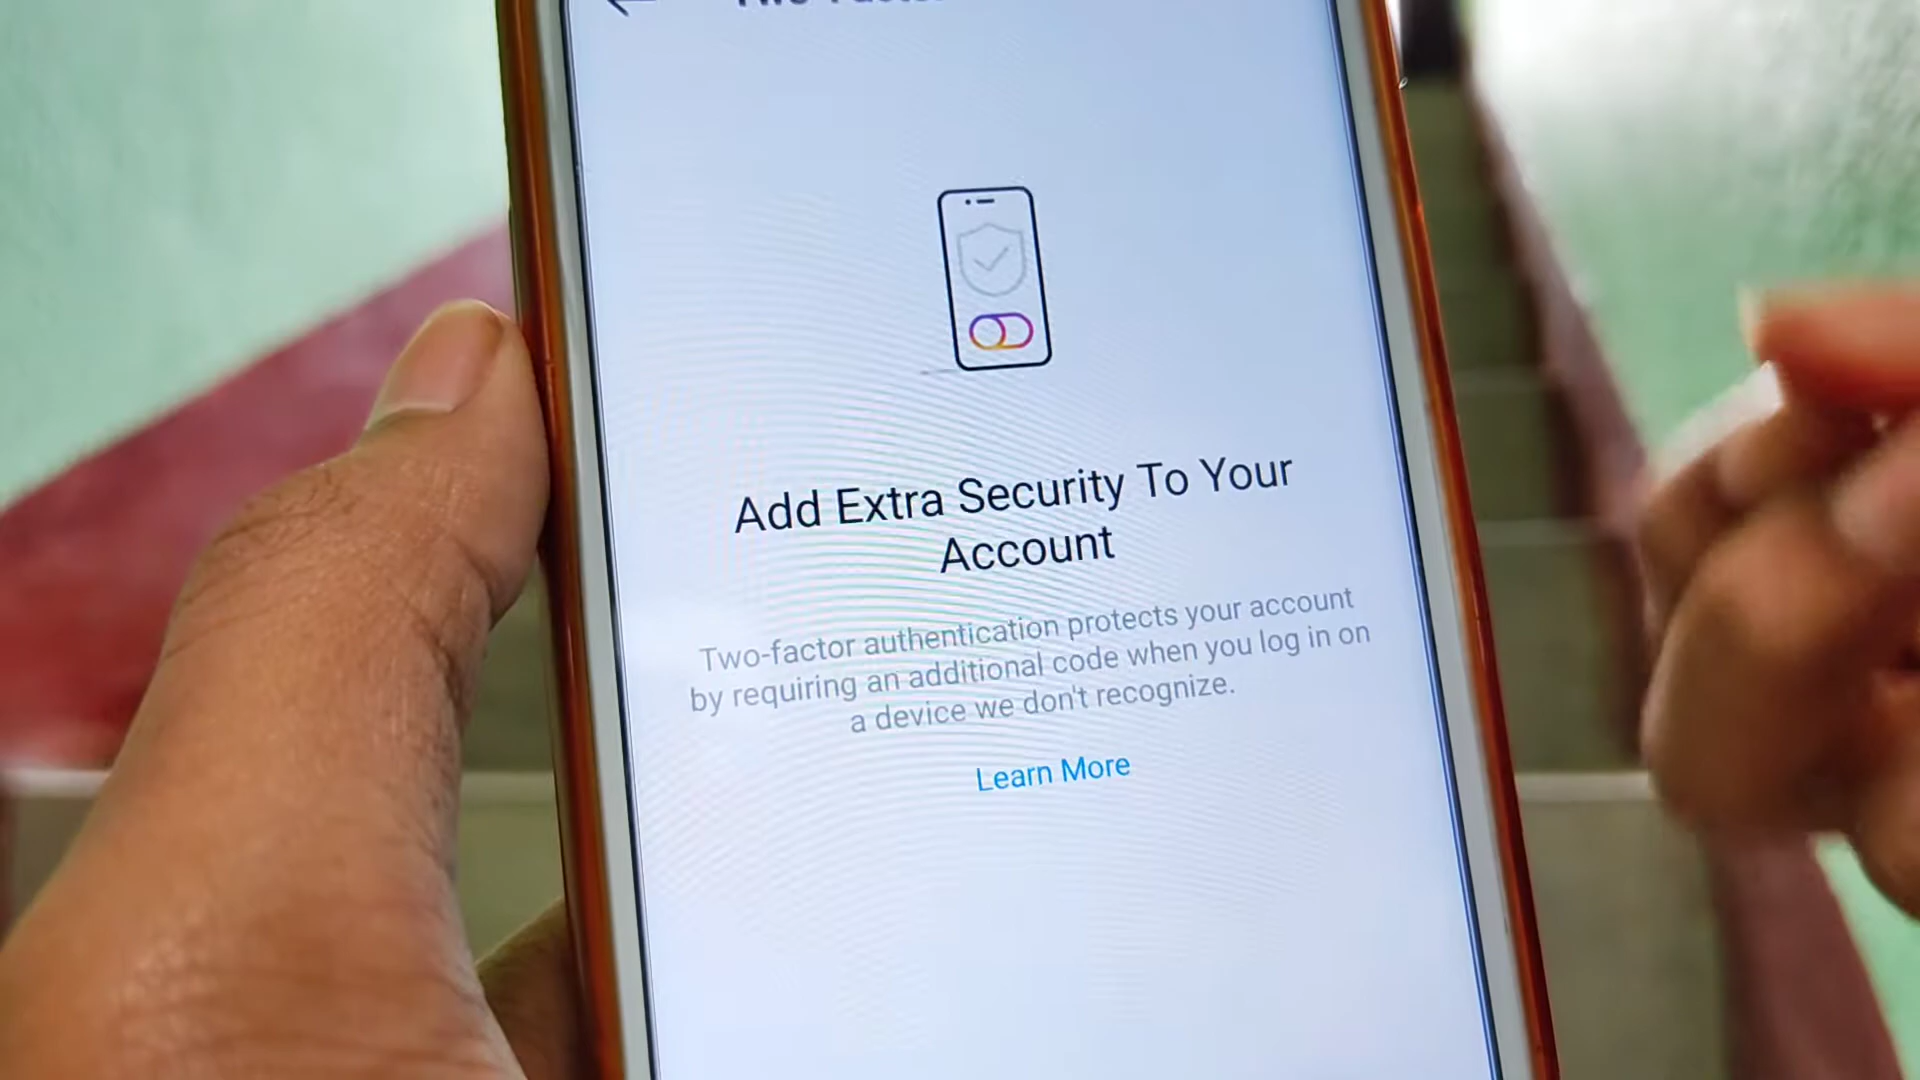 Add Extra Security To Your
Account
Two-factor authentication protects your account
by requiring an additional code when you log in on
a device we don't recognize.
Learn More